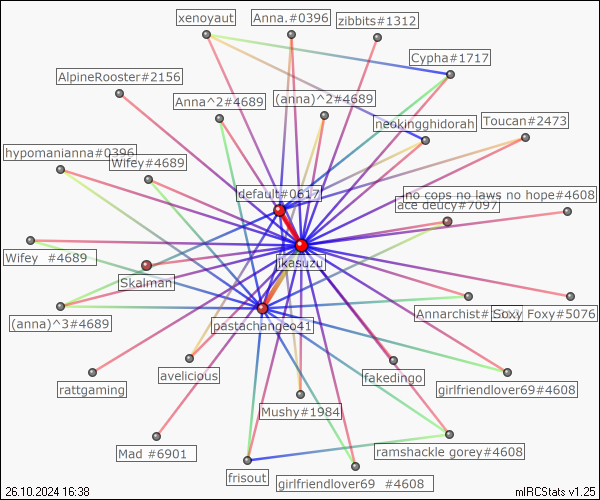 xenoyaut
Anna.#0396
zibbits#1312
Cypha#1717
AlpineRooster#2156
Anna^2#4689
(anna)^2#4689
neokingghidorah
Toucan#2473
hypomanianna#0396
Wifey#4689
default#0617
no cops no laws no hope#4608
ace deucy#7097
Wifey  #4689
Skalman
jikasuzu
(anna)^3#4689
pastachangeo41
Annarchist#
Soxy Foxy#5076
rattgaming
avelicious
fakedingo
girlfriendlover69#4608
Mushy#1984
Mad #6901
ramshackle gorey#4608
frisout
girlfriendlover69  #4608
26.10.2024 16:38
mIRCStats v1.25